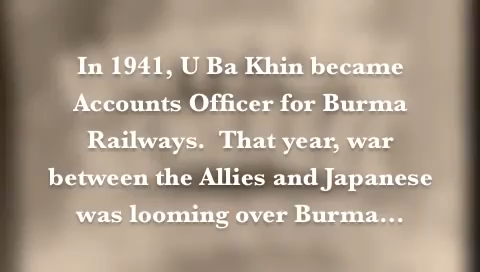 In 1941, U Ba Khin became
Accounts Officer for Burma
Railways.  That year, war
between the Allies and Japanese
was looming over Burma...